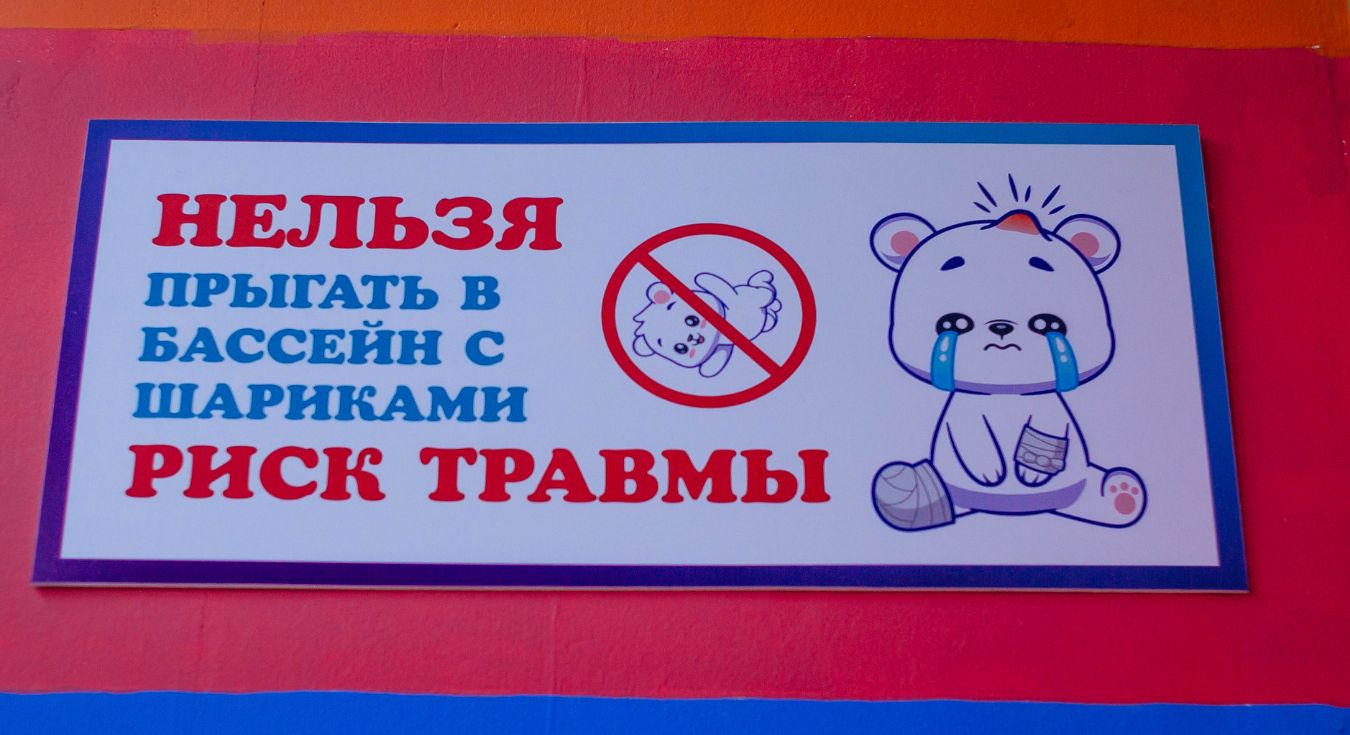 НЕЛЬЗЯ
ПРЫГАТЬ В
БАССЕЙН С
ШАРИКАМИ
РИСК ТРАВМЫ